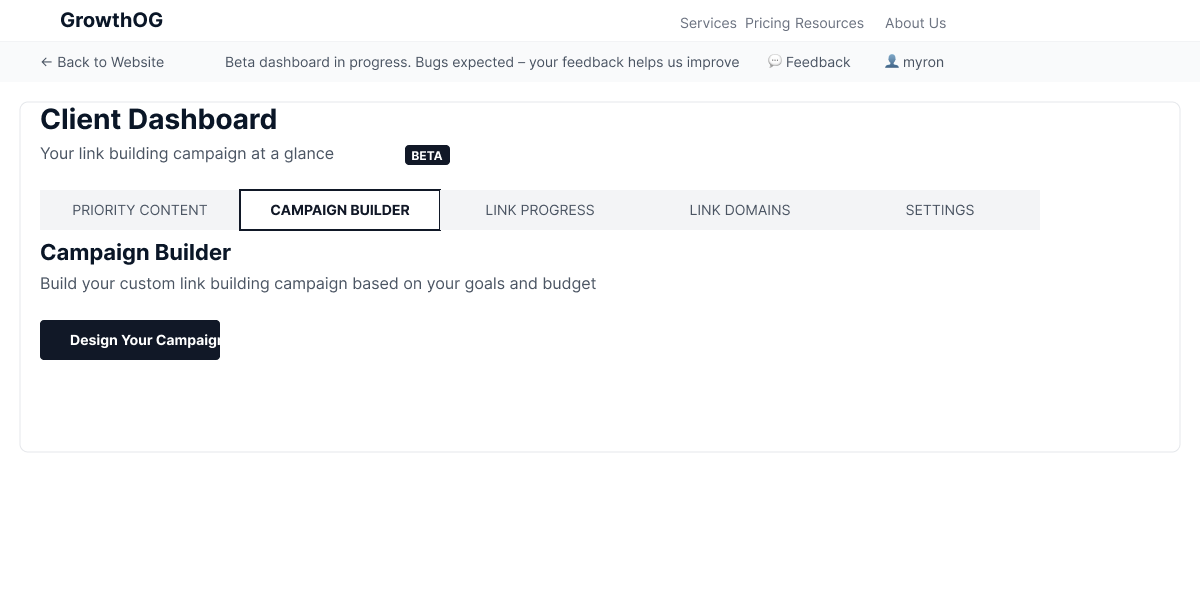 GrowthOG
Services Pricing Resources About Us
← Back to Website
Beta dashboard in progress. Bugs expected – your feedback helps us improve
Feedback
myron
Client Dashboard
Your link building campaign at a glance
BETA
PRIORITY CONTENT
CAMPAIGN BUILDER
LINK PROGRESS
LINK DOMAINS
SETTINGS
Campaign Builder
Build your custom link building campaign based on your goals and budget
Design Your Campaign